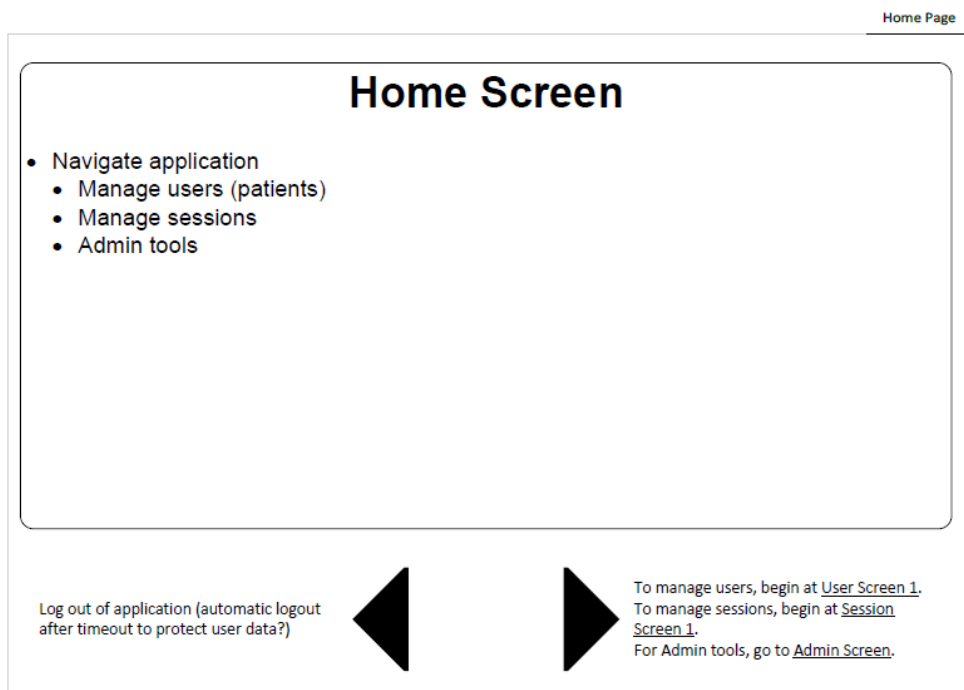 Home Page
Home Screen
• Navigate application
• Manage users (patients)
• Manage sessions
• Admin tools
Log out of application (automatic logout
after timeout to protect user data?)
To manage users, begin at User Screen 1.
To manage sessions, begin at Session
Screen 1.
For Admin tools, go to Admin Screen.